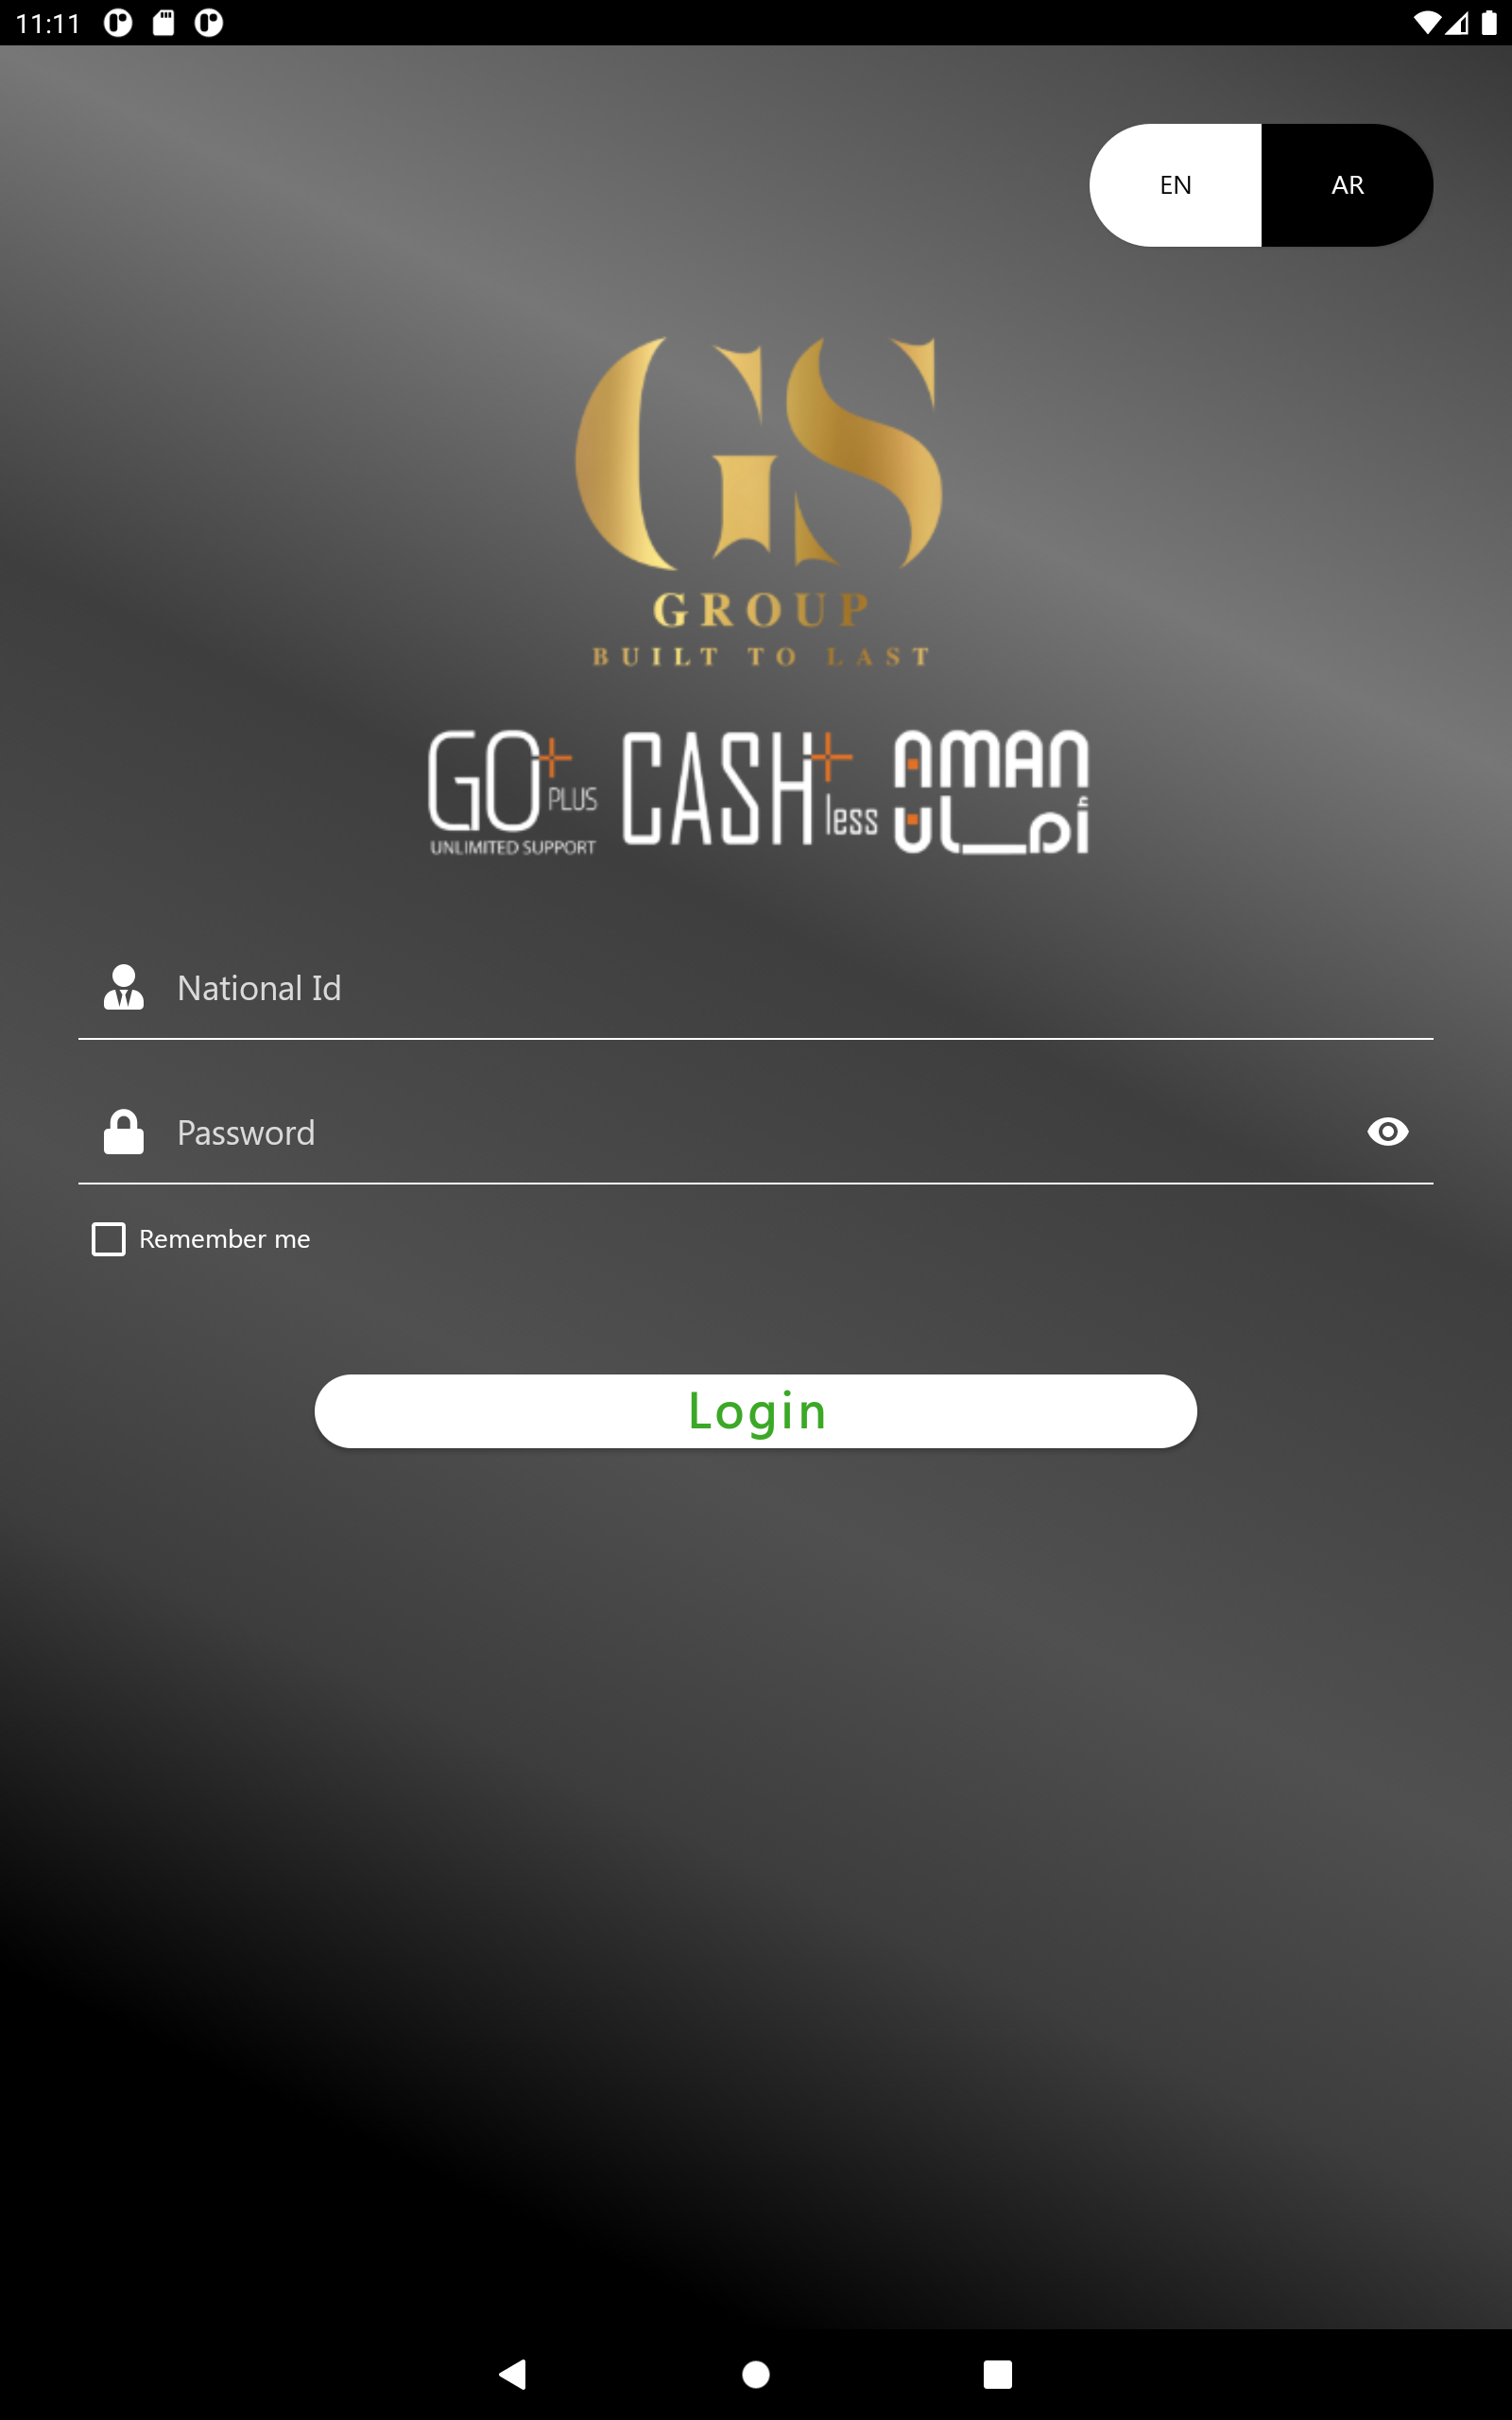 11:11
EN AR
GS
GROUP
BUILT TO LAST
GO+ PLUS
UNLIMITED SUPPORT
CASH+ less
AMAN
أمان
National Id
Password
Remember me
Login